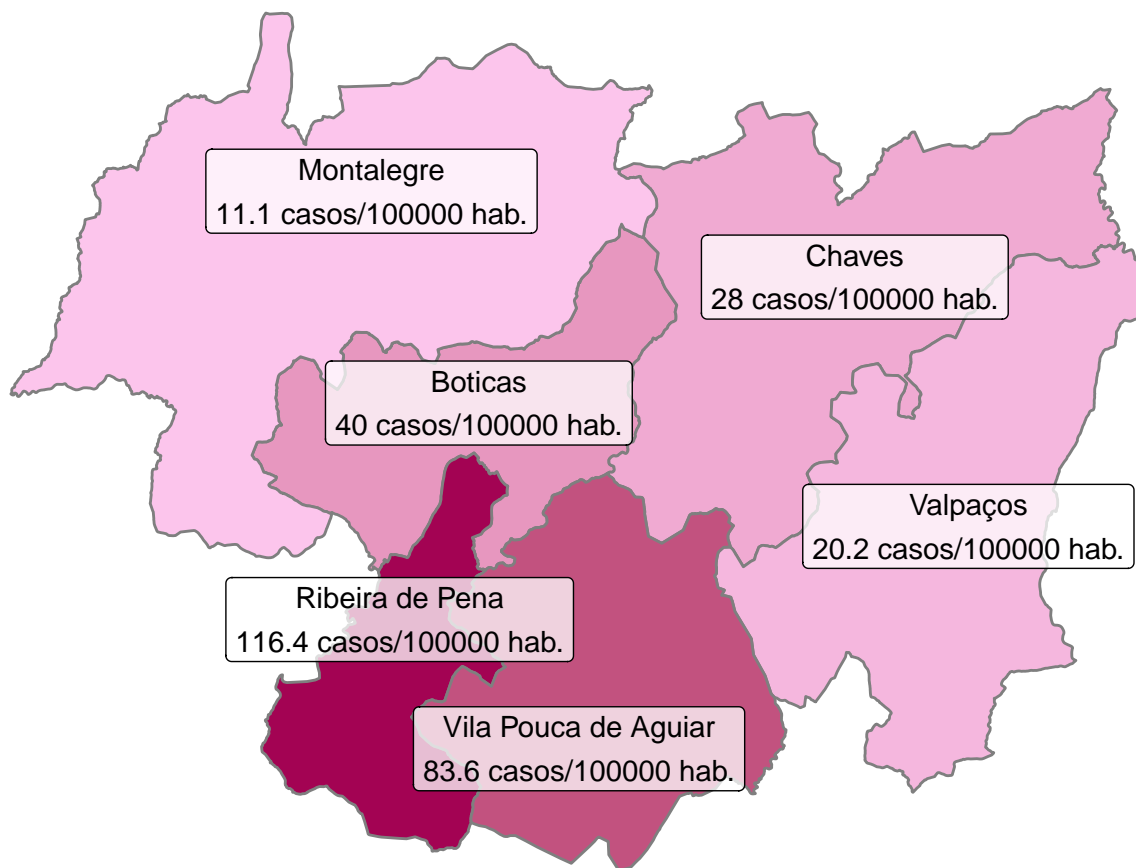 Montalegre
11.1 casos/100000 hab.
Chaves
28 casos/100000 hab.
Boticas
40 casos/100000 hab.
Valpaços
20.2 casos/100000 hab.
Ribeira de Pena
116.4 casos/100000 hab.
Vila Pouca de Aguiar
83.6 casos/100000 hab.